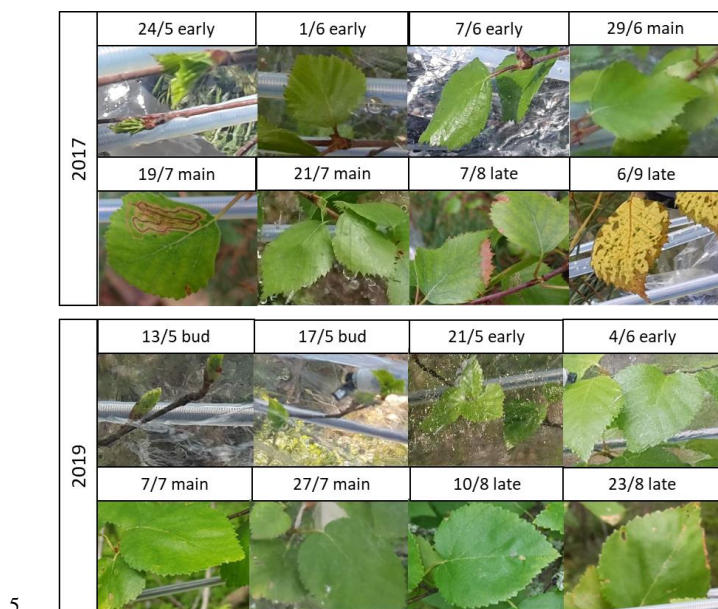 2017
24/5 early 1/6 early 7/6 early 29/6 main
19/7 main 21/7 main 7/8 late 6/9 late
2019
13/5 bud 17/5 bud 21/5 early 4/6 early
7/7 main 27/7 main 10/8 late 23/8 late
5